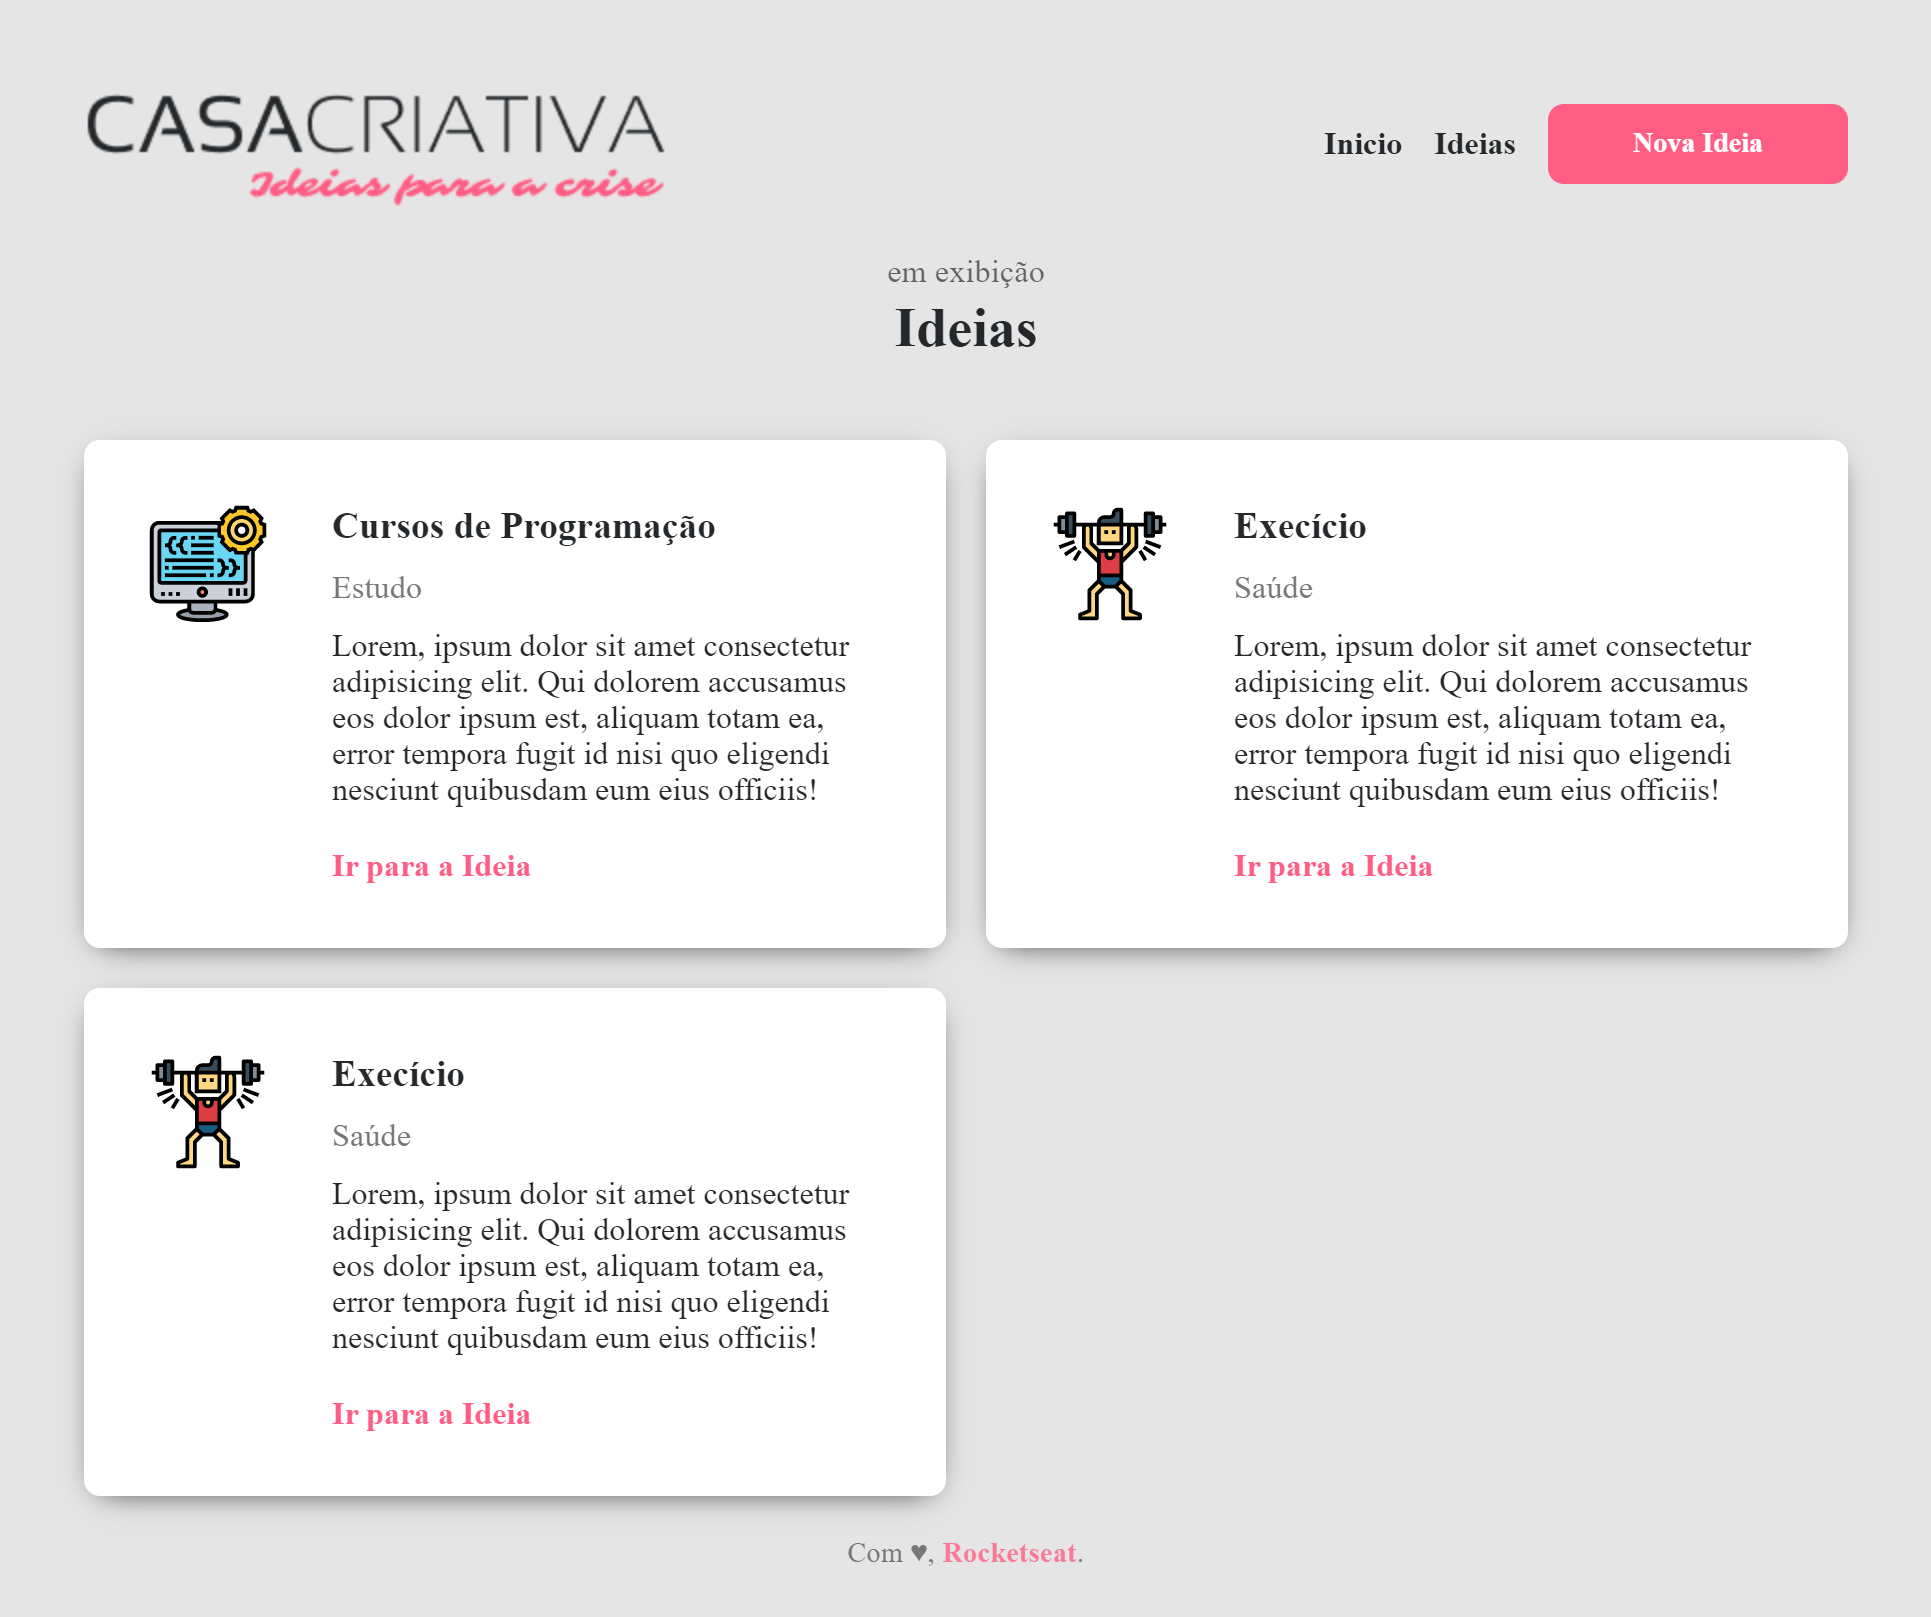 CASACRIATIVA
Ideias para a crise
Inicio Ideias Nova Ideia
em exibição
Ideias
Cursos de Programação
Estudo
Lorem, ipsum dolor sit amet consectetur
adipisicing elit. Qui dolorem accusamus
eos dolor ipsum est, aliquam totam ea,
error tempora fugit id nisi quo eligendi
nesciunt quibusdam eum eius officiis!
Ir para a Ideia
Execício
Saúde
Lorem, ipsum dolor sit amet consectetur
adipisicing elit. Qui dolorem accusamus
eos dolor ipsum est, aliquam totam ea,
error tempora fugit id nisi quo eligendi
nesciunt quibusdam eum eius officiis!
Ir para a Ideia
Execício
Saúde
Lorem, ipsum dolor sit amet consectetur
adipisicing elit. Qui dolorem accusamus
eos dolor ipsum est, aliquam totam ea,
error tempora fugit id nisi quo eligendi
nesciunt quibusdam eum eius officiis!
Ir para a Ideia
Com ♥, Rocketseat.